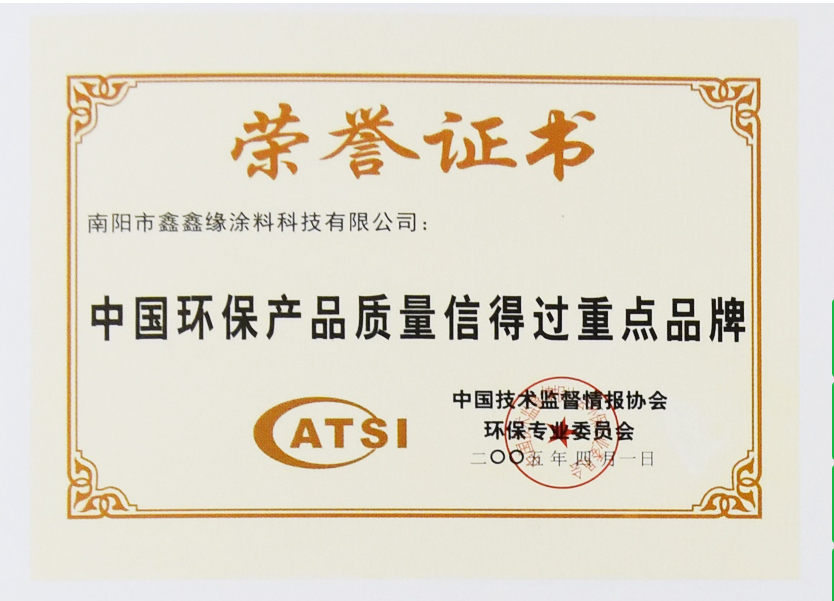 荣誉证书
南阳市鑫鑫缘涂料科技有限公司：
中国环保产品质量信得过重点品牌
CATSI
中国技术监督情报协会
环保专业委员会
二〇〇五年四月一日